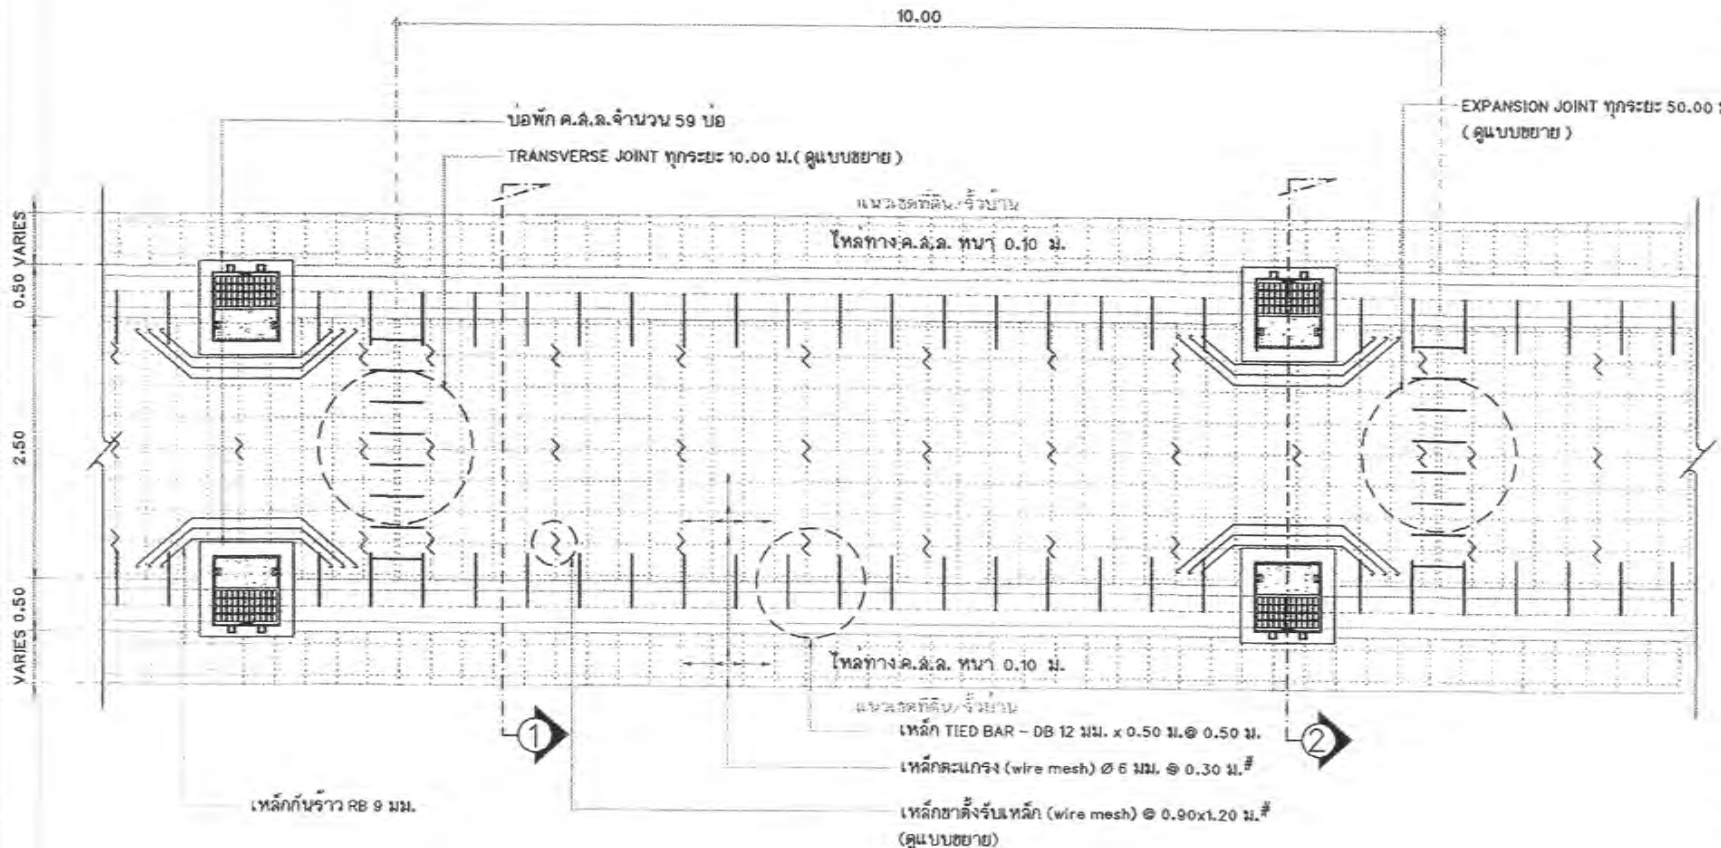 10.00
บ่อพัก ค.ส.ล.จำนวน 59 บ่อ
TRANSVERSE JOINT ทุกระยะ 10.00 ม.(ดูแบบขยาย)
EXPANSION JOINT ทุกระยะ 50.00 ม
(ดูแบบขยาย)
แนวเขตที่ดิน/รั้วบ้าน
ไหล่ทาง ค.ส.ล. หนา 0.10 ม.
0.50 VARIES
2.50
VARIES 0.50
ไหล่ทาง ค.ส.ล. หนา 0.10 ม.
แนวเขตที่ดิน/รั้วบ้าน
1
2
เหล็ก TIED BAR - DB 12 มม. x 0.50 ม.@ 0.50 ม.
เหล็กตะแกรง (wire mesh) Ø 6 มม. @ 0.30 ม.#
เหล็กกันร้าว RB 9 มม.
เหล็กขาตั้งรับเหล็ก (wire mesh) @ 0.90x1.20 ม.#
(ดูแบบขยาย)